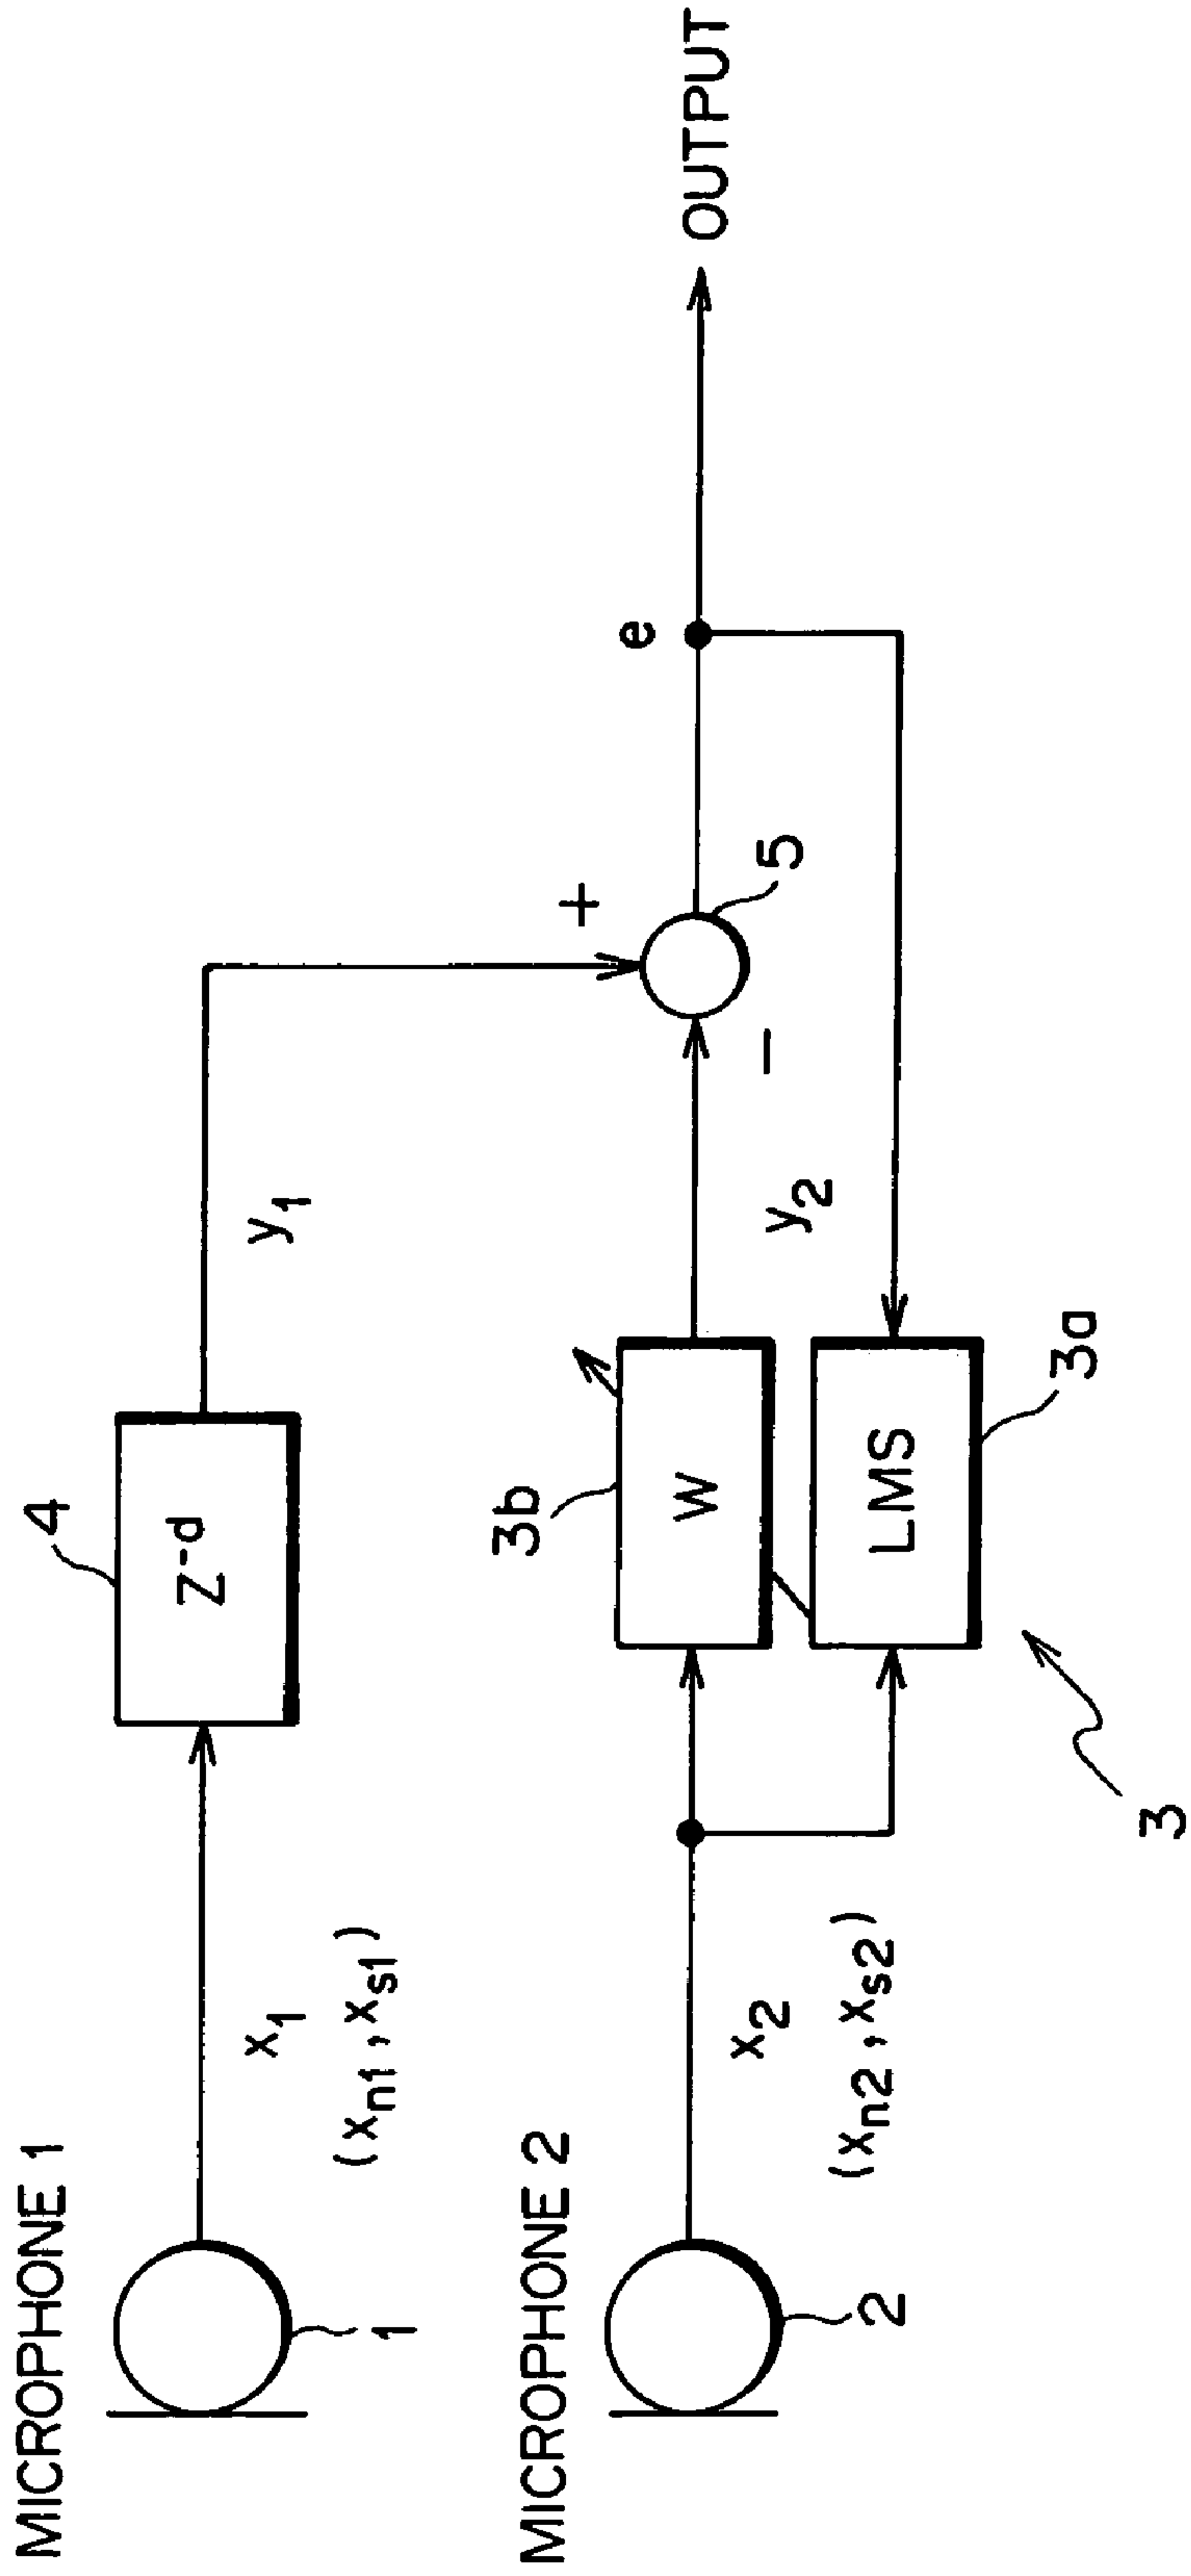 MICROPHONE 1
1
x1
(xn1, xs1)
4
Z-d
y1
MICROPHONE 2
2
x2
(xn2, xs2)
3b
W
y2
LMS
3a
3
+
−
5
e
OUTPUT